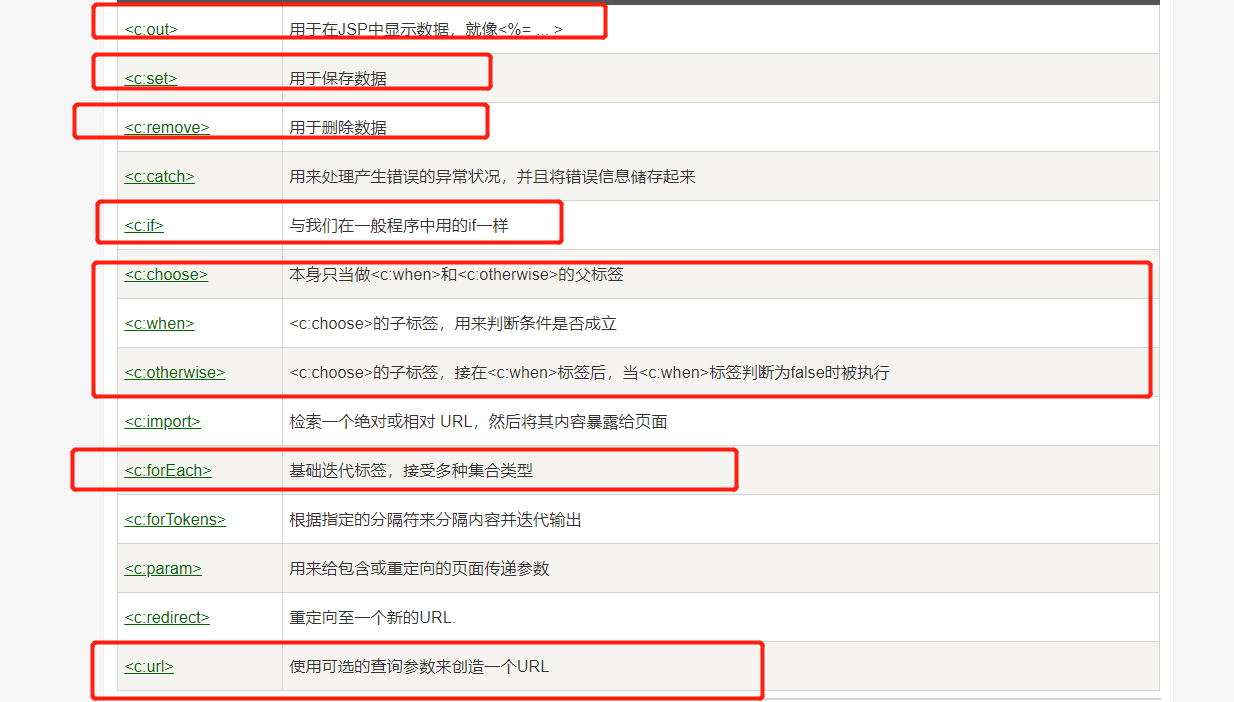 <c:out> 用于在JSP中显示数据，就像<%= ... >
<c:set> 用于保存数据
<c:remove> 用于删除数据
<c:catch> 用来处理产生错误的异常状况，并且将错误信息储存起来
<c:if> 与我们在一般程序中用的if一样
<c:choose> 本身只当做<c:when>和<c:otherwise>的父标签
<c:when> <c:choose>的子标签，用来判断条件是否成立
<c:otherwise> <c:choose>的子标签，接在<c:when>标签后，当<c:when>标签判断为false时被执行
<c:import> 检索一个绝对或相对 URL，然后将其内容暴露给页面
<c:forEach> 基础迭代标签，接受多种集合类型
<c:forTokens> 根据指定的分隔符来分隔内容并迭代输出
<c:param> 用来给包含或重定向的页面传递参数
<c:redirect> 重定向至一个新的URL.
<c:url> 使用可选的查询参数来创造一个URL